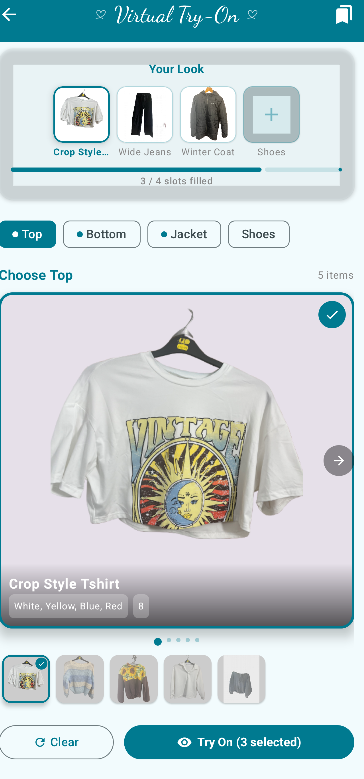 ♡ Virtual Try-On ♡
Your Look
Crop Style... Wide Jeans Winter Coat Shoes
3 / 4 slots filled
Top Bottom Jacket Shoes
Choose Top 5 items
VINTAGE
Crop Style Tshirt
White, Yellow, Blue, Red 8
Clear Try On (3 selected)